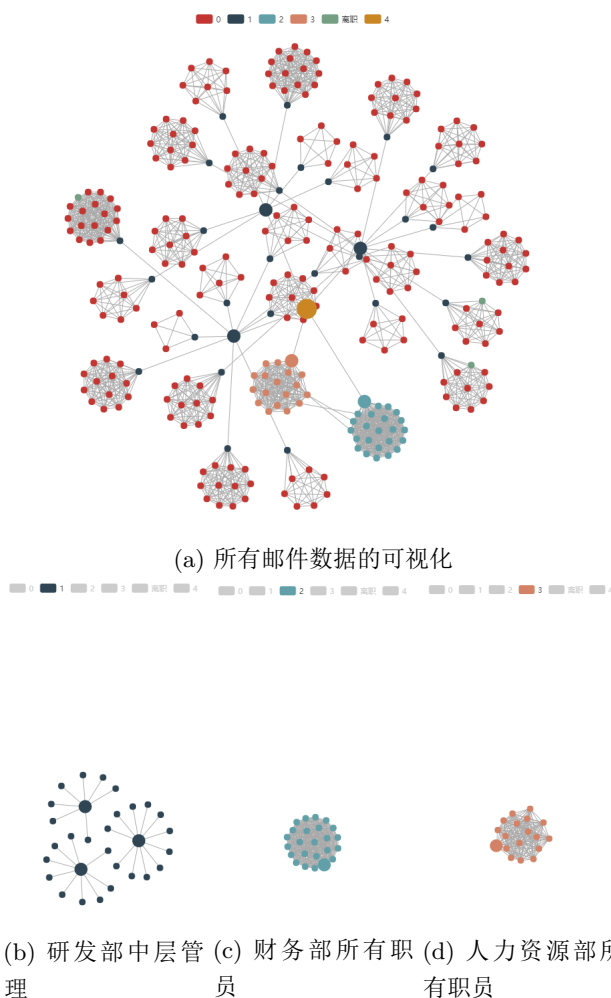 0 1 2 3 离职 4
(a) 所有邮件数据的可视化
0 1 2 3 离职 4 0 1 2 3 离职 4 0 1 2 3 离职 4
(b) 研发部中层管 (c) 财务部所有职 (d) 人力资源部所
理 员 有职员